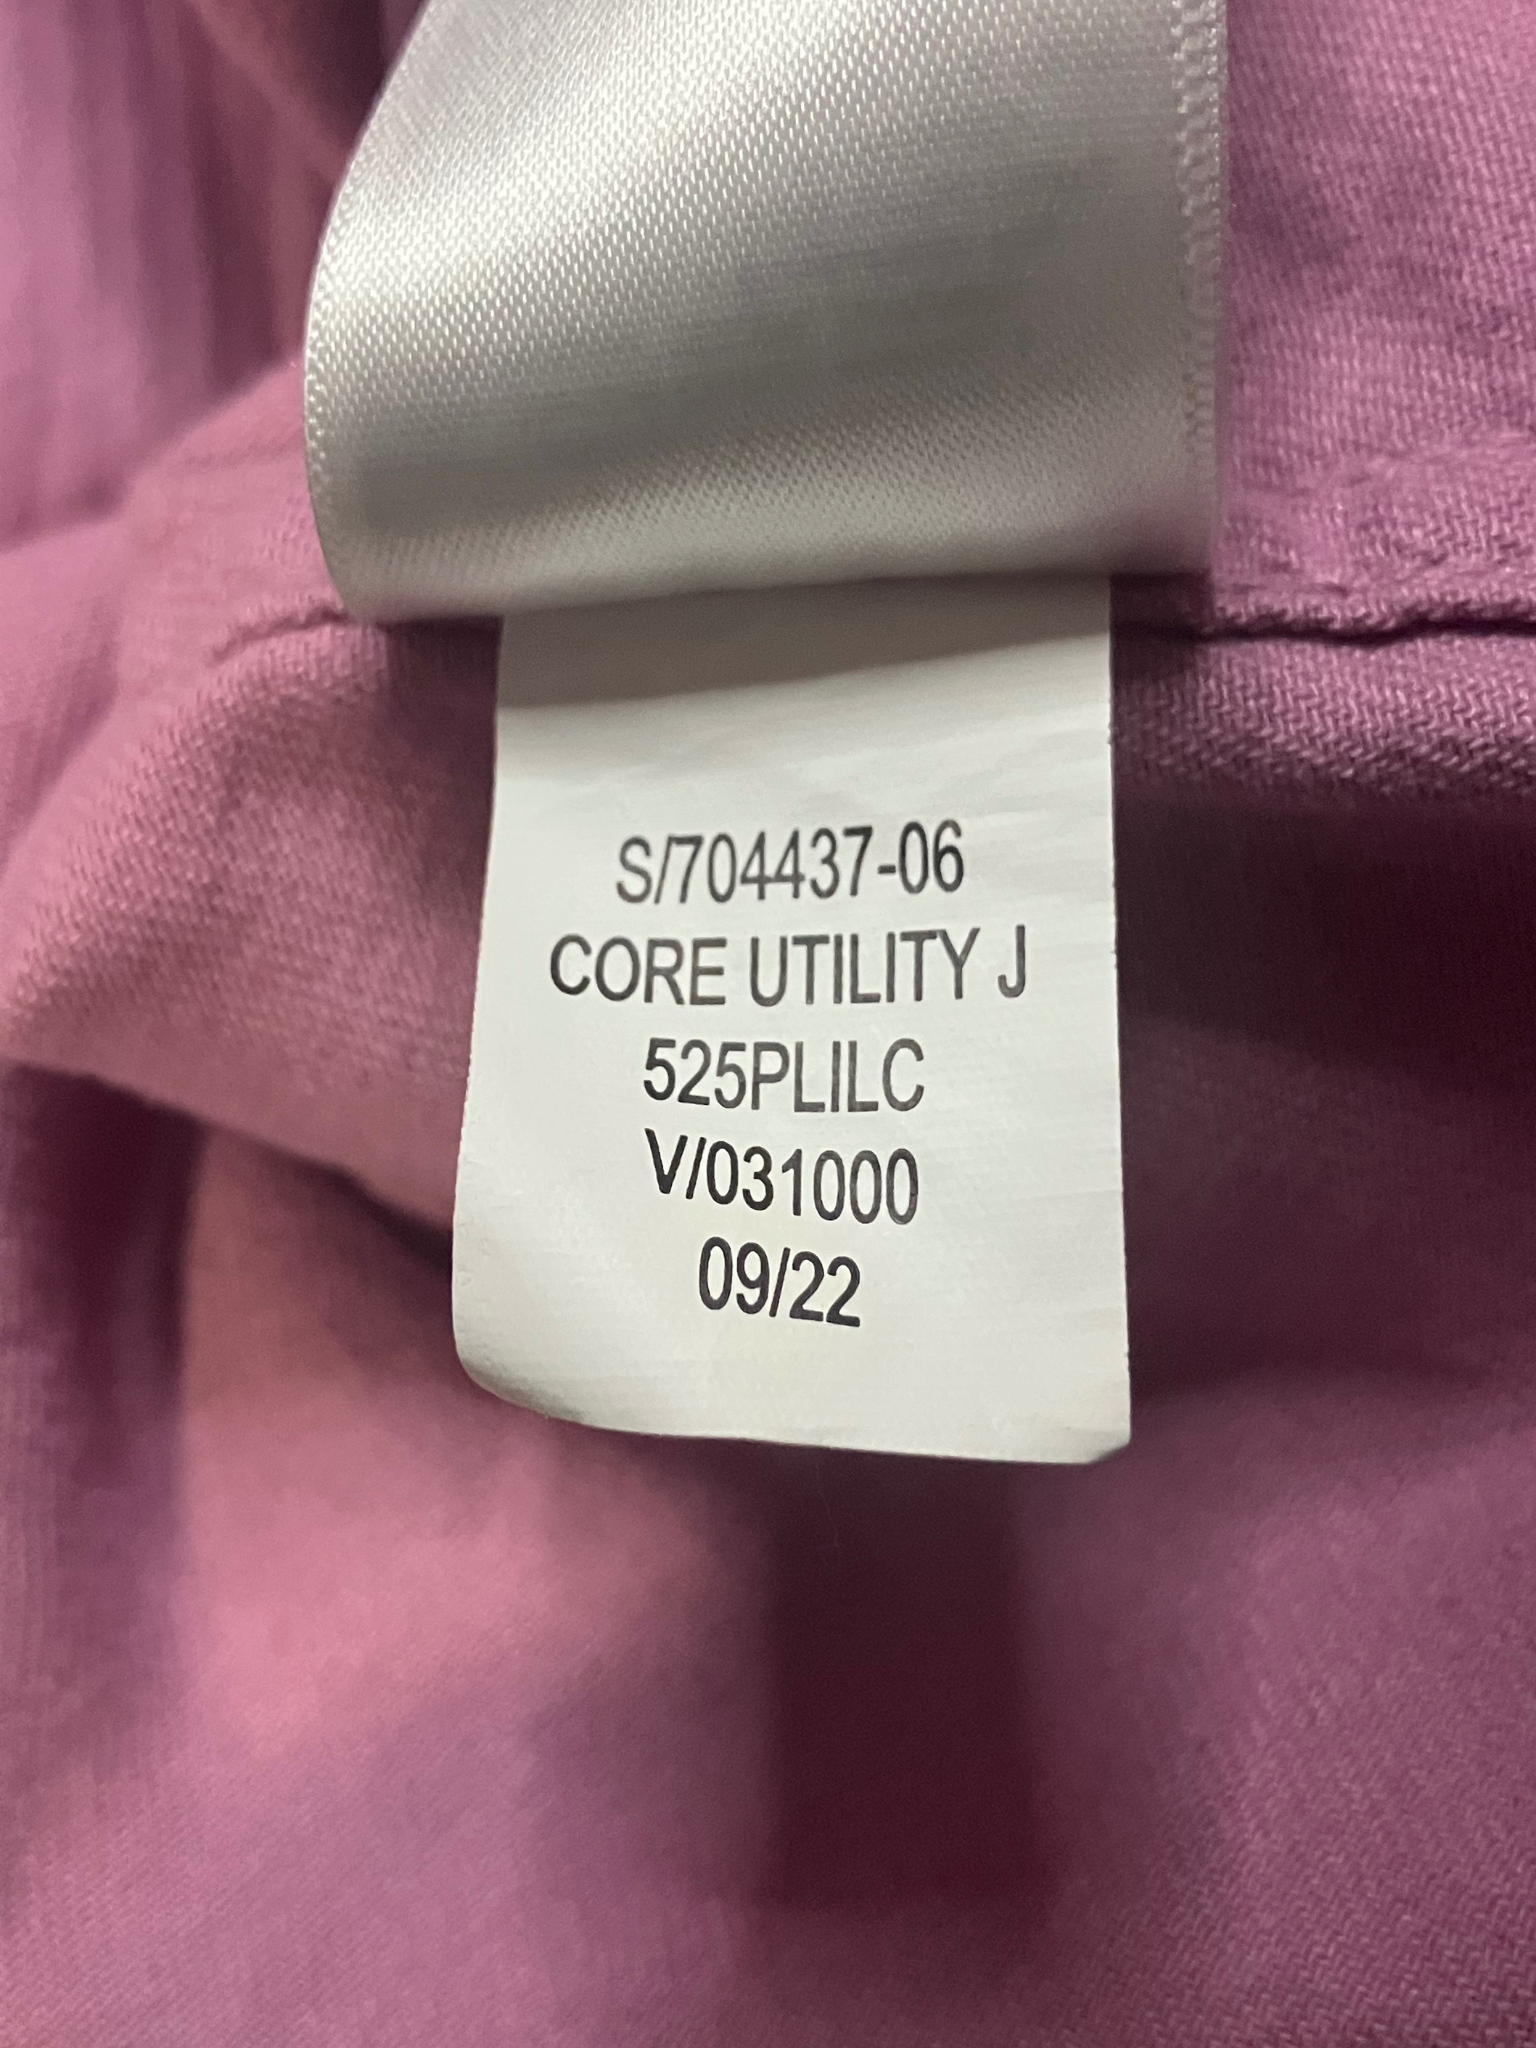 S/704437-06
CORE UTILITY J
525PLILC
V/031000
09/22